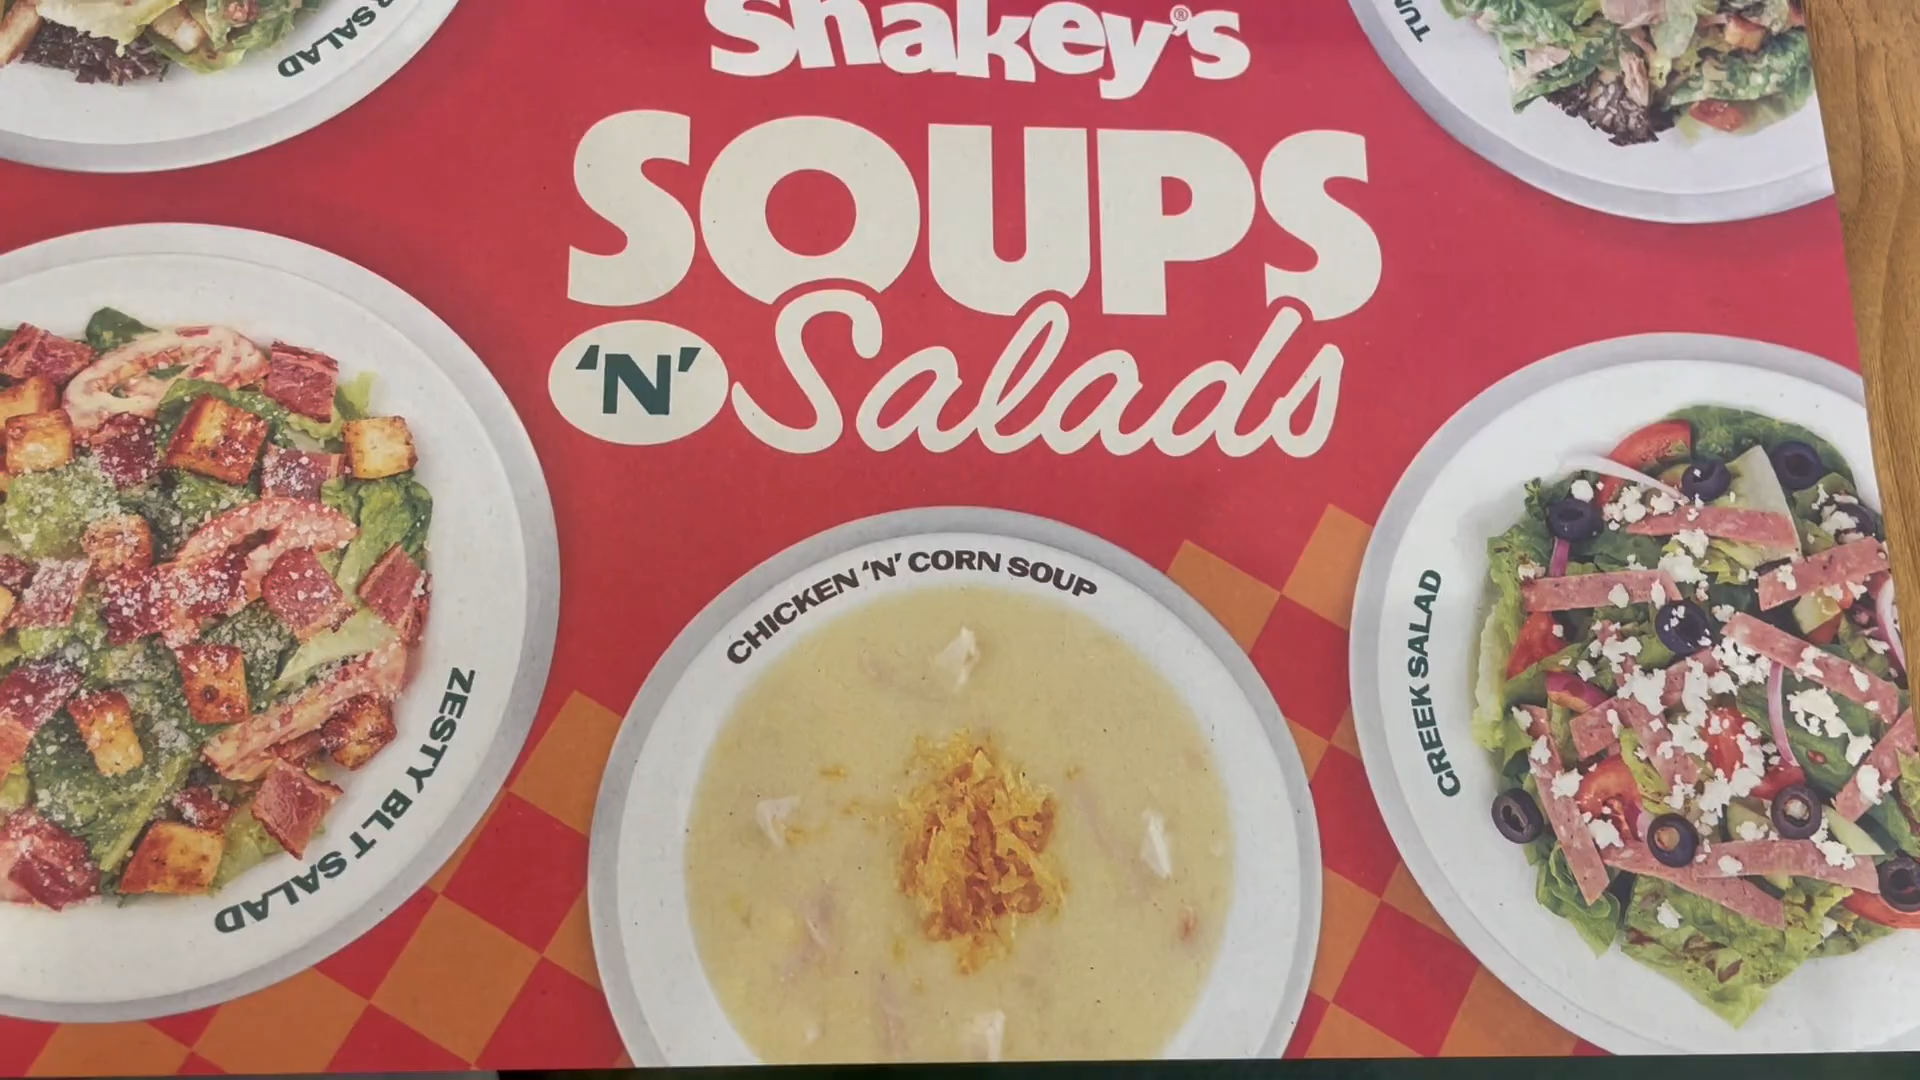 Shakey's®
SOUPS
'N' Salads
SALAD
ZESTY BLT SALAD
CHICKEN 'N' CORN SOUP
GREEK SALAD